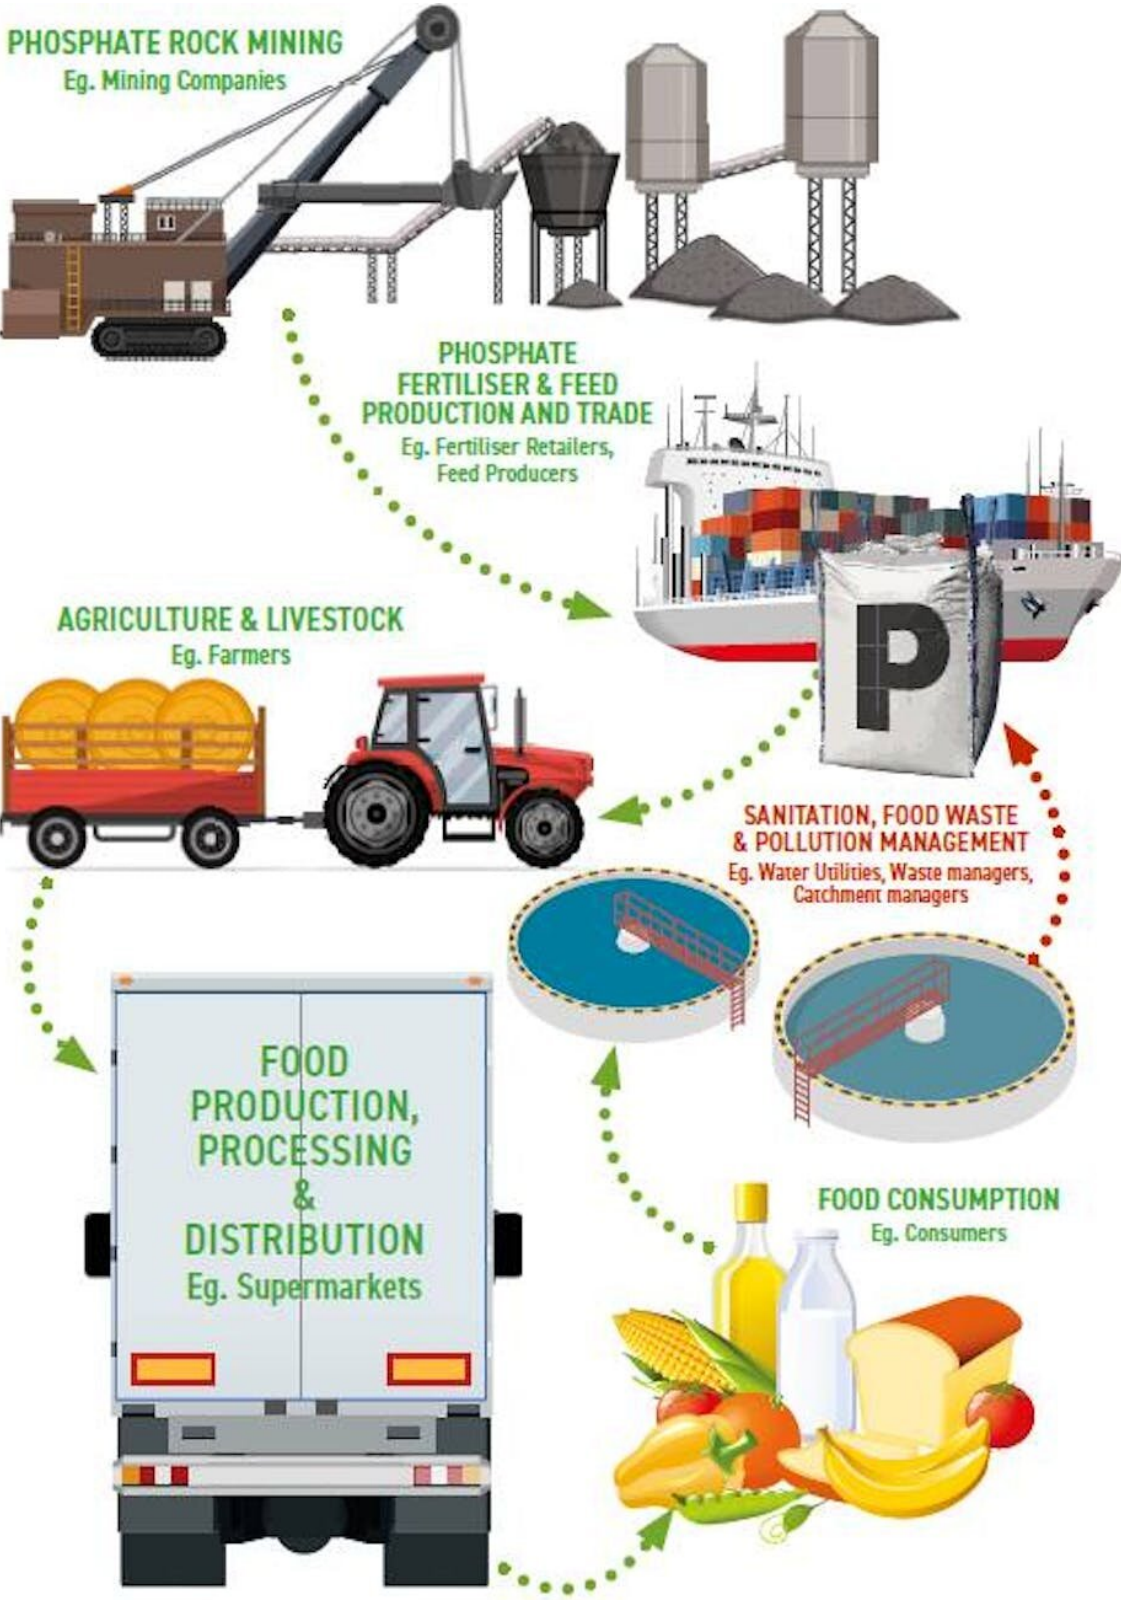 PHOSPHATE ROCK MINING
Eg. Mining Companies
PHOSPHATE
FERTILISER & FEED
PRODUCTION AND TRADE
Eg. Fertiliser Retailers,
Feed Producers
P
AGRICULTURE & LIVESTOCK
Eg. Farmers
SANITATION, FOOD WASTE
& POLLUTION MANAGEMENT
Eg. Water Utilities, Waste managers,
Catchment managers
FOOD
PRODUCTION,
PROCESSING
&
DISTRIBUTION
Eg. Supermarkets
FOOD CONSUMPTION
Eg. Consumers